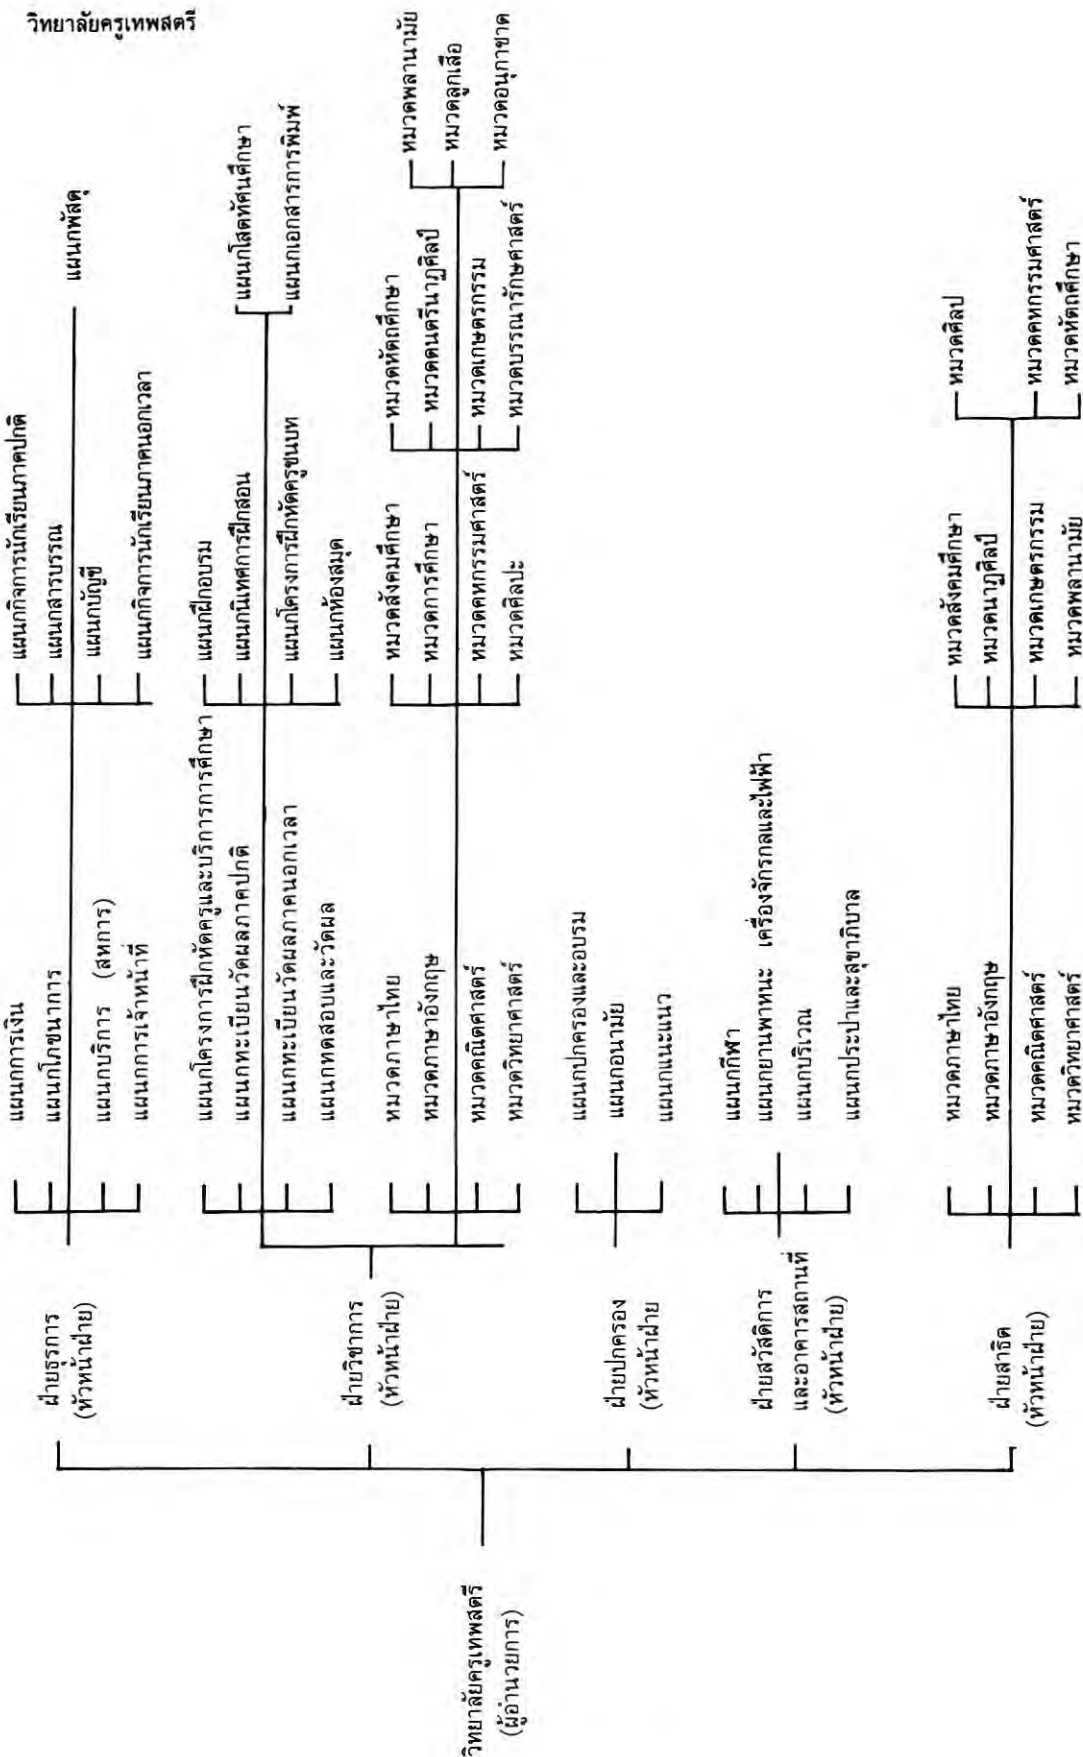 วิทยาลัยครูเทพสตรี
วิทยาลัยครูเทพสตรี
(ผู้อำนวยการ)
ฝ่ายธุรการ
(หัวหน้าฝ่าย)
แผนกการเงิน
แผนกโภชนาการ
แผนกบริการ (สหการ)
แผนกการเจ้าหน้าที่
แผนกกิจการนักเรียนภาคปกติ
แผนกสารบรรณ
แผนกบัญชี
แผนกกิจการนักเรียนภาคนอกเวลา
แผนกพัสดุ
ฝ่ายวิชาการ
(หัวหน้าฝ่าย)
แผนกโครงการฝึกหัดครูและบริการการศึกษา
แผนกทะเบียนวัดผลภาคปกติ
แผนกทะเบียนวัดผลภาคนอกเวลา
แผนกทดสอบและวัดผล
แผนกฝึกอบรม
แผนกนิเทศการฝึกสอน
แผนกโครงการฝึกหัดครูชนบท
แผนกห้องสมุด
แผนกโสตทัศนศึกษา
แผนกเอกสารการพิมพ์
หมวดภาษาไทย
หมวดภาษาอังกฤษ
หมวดคณิตศาสตร์
หมวดวิทยาศาสตร์
หมวดสังคมศึกษา
หมวดการศึกษา
หมวดคหกรรมศาสตร์
หมวดศิลปะ
หมวดหัตถศึกษา
หมวดดนตรีนาฏศิลป์
หมวดเกษตรกรรม
หมวดบรรณารักษศาสตร์
หมวดพลานามัย
หมวดลูกเสือ
หมวดอนุกาชาด
ฝ่ายปกครอง
(หัวหน้าฝ่าย
แผนกปกครองและอบรม
แผนกอนามัย
แผนกแนะแนว
ฝ่ายสวัสดิการ
และอาคารสถานที่
(หัวหน้าฝ่าย)
แผนกกีฬา
แผนกยานพาหนะ เครื่องจักรกลและไฟฟ้า
แผนกบริเวณ
แผนกประปาและสุขาภิบาล
ฝ่ายสาธิต
(หัวหน้าฝ่าย)
หมวดภาษาไทย
หมวดภาษาอังกฤษ
หมวดคณิตศาสตร์
หมวดวิทยาศาสตร์
หมวดสังคมศึกษา
หมวดนาฏศิลป์
หมวดเกษตรกรรม
หมวดพลานามัย
หมวดศิลป
หมวดคหกรรมศาสตร์
หมวดหัตถศึกษา